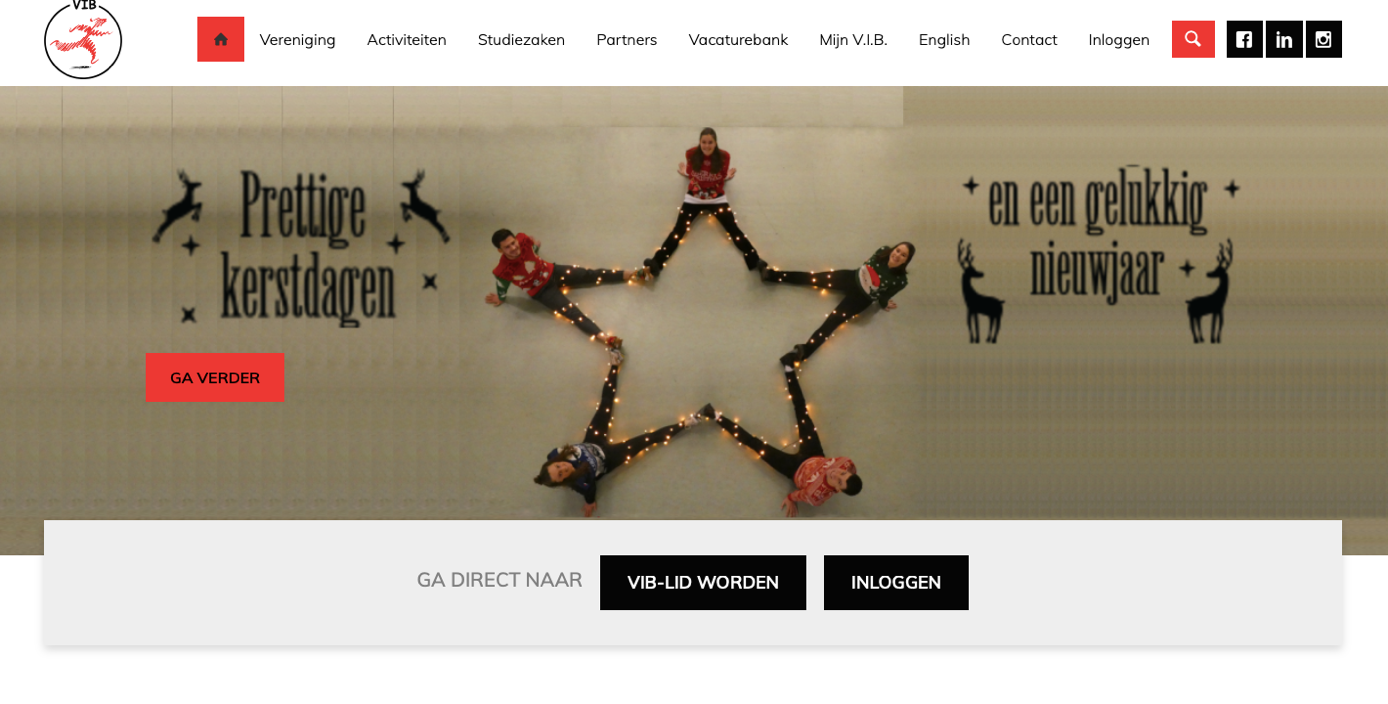 VIB
Vereniging Activiteiten Studiezaken Partners Vacaturebank Mijn V.I.B. English Contact Inloggen
Prettige
kerstdagen
en een gelukkig
nieuwjaar
GA VERDER
GA DIRECT NAAR VIB-LID WORDEN INLOGGEN